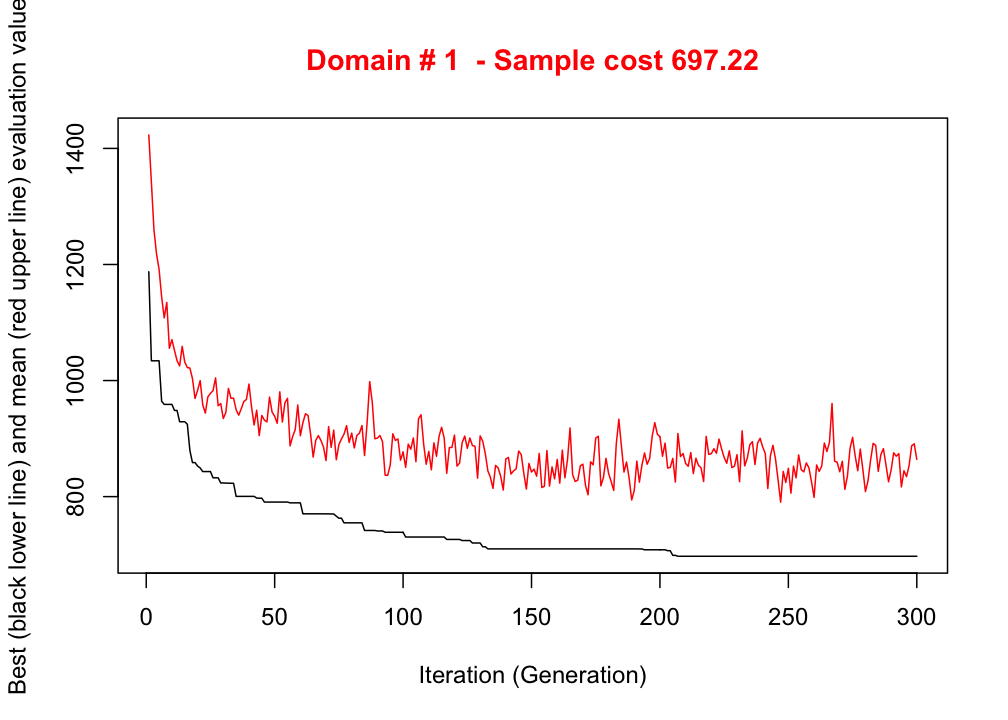 Domain # 1  - Sample cost 697.22
Best (black lower line) and mean (red upper line) evaluation value
1400
1200
1000
800
0 50 100 150 200 250 300
Iteration (Generation)